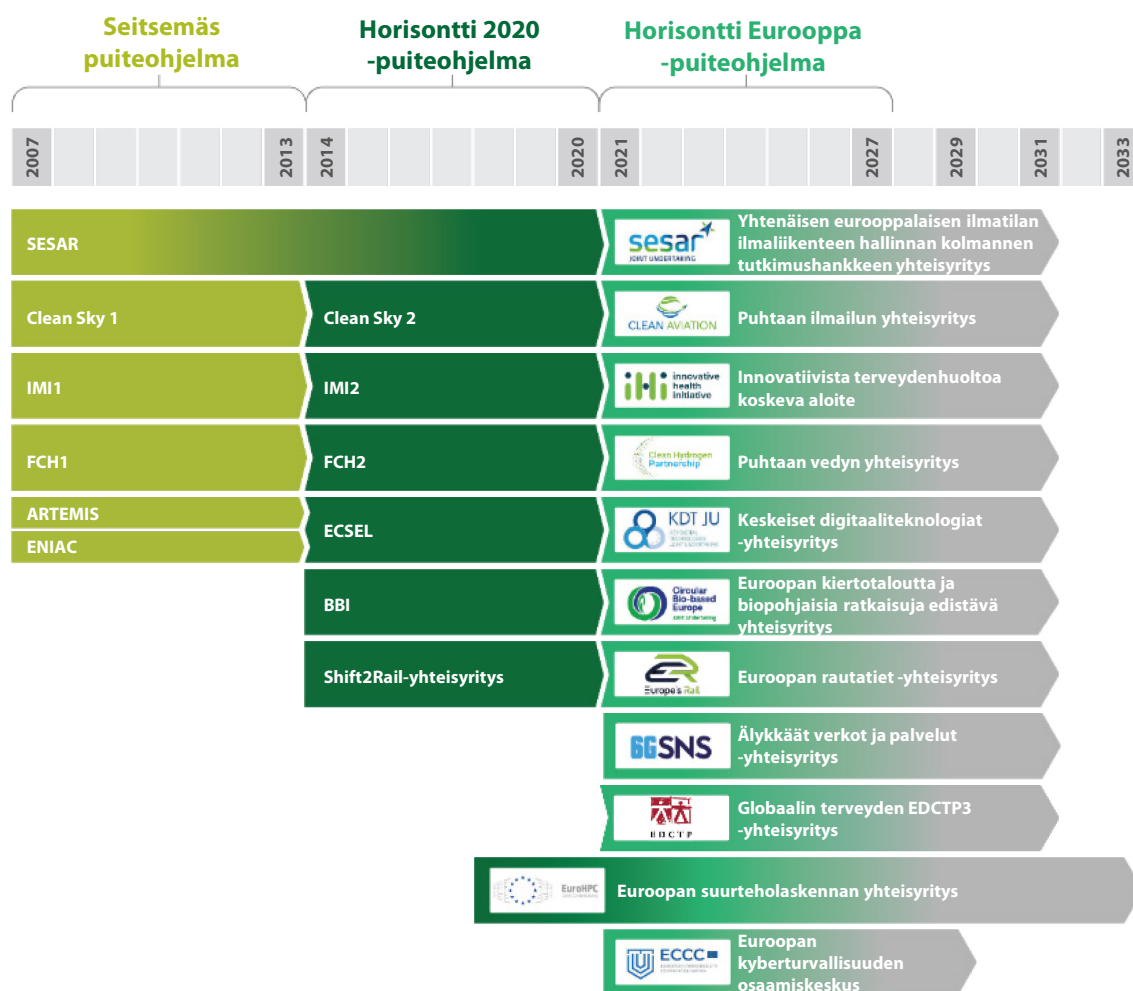 Seitsemäs
puiteohjelma
Horisontti 2020
-puiteohjelma
Horisontti Eurooppa
-puiteohjelma
2007
2013
2014
2020
2021
2027
2029
2031
2033
SESAR
sesar
JOINT UNDERTAKING
Yhtenäisen eurooppalaisen ilmatilan
ilmaliikenteen hallinnan kolmannen
tutkimushankkeen yhteisyritys
Clean Sky 1
Clean Sky 2
CLEAN AVIATION
Puhtaan ilmailun yhteisyritys
IMI1
IMI2
iHi innovative
health
initiative
Innovatiivista terveydenhuoltoa
koskeva aloite
FCH1
FCH2
Clean Hydrogen
Partnership
Puhtaan vedyn yhteisyritys
ARTEMIS
ENIAC
ECSEL
KDT JU
Keskeiset digitaaliteknologiat
-yhteisyritys
BBI
Circular
Bio-based
Europe
Joint Undertaking
Euroopan kiertotaloutta ja
biopohjaisia ratkaisuja edistävä
yhteisyritys
Shift2Rail-yhteisyritys
Europe's Rail
Euroopan rautatiet -yhteisyritys
6GSNS
Älykkäät verkot ja palvelut
-yhteisyritys
EDCTP
Globaalin terveyden EDCTP3
-yhteisyritys
EuroHPC
Euroopan suurteholaskennan yhteisyritys
ECCC
Euroopan
kyberturvallisuuden
osaamiskeskus